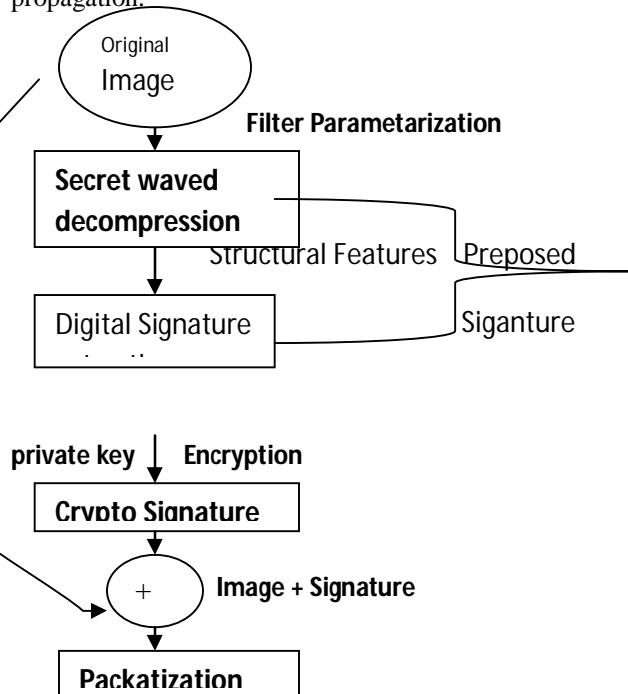 propagation.
Original
Image
Filter Parametarization
Secret waved
decompression
Structural Features
Preposed
Digital Signature
Siganture
private key
Encryption
Crypto Signature
+
Image + Signature
Packatization